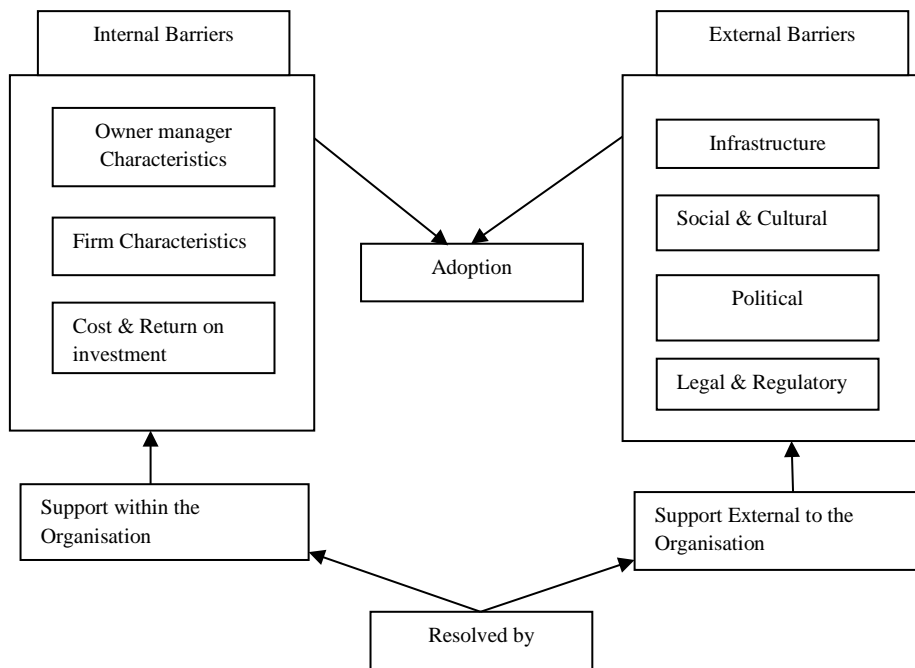 Internal Barriers
External Barriers
Owner manager
Characteristics
Firm Characteristics
Cost & Return on
investment
Adoption
Infrastructure
Social & Cultural
Political
Legal & Regulatory
Support within the
Organisation
Support External to the
Organisation
Resolved by